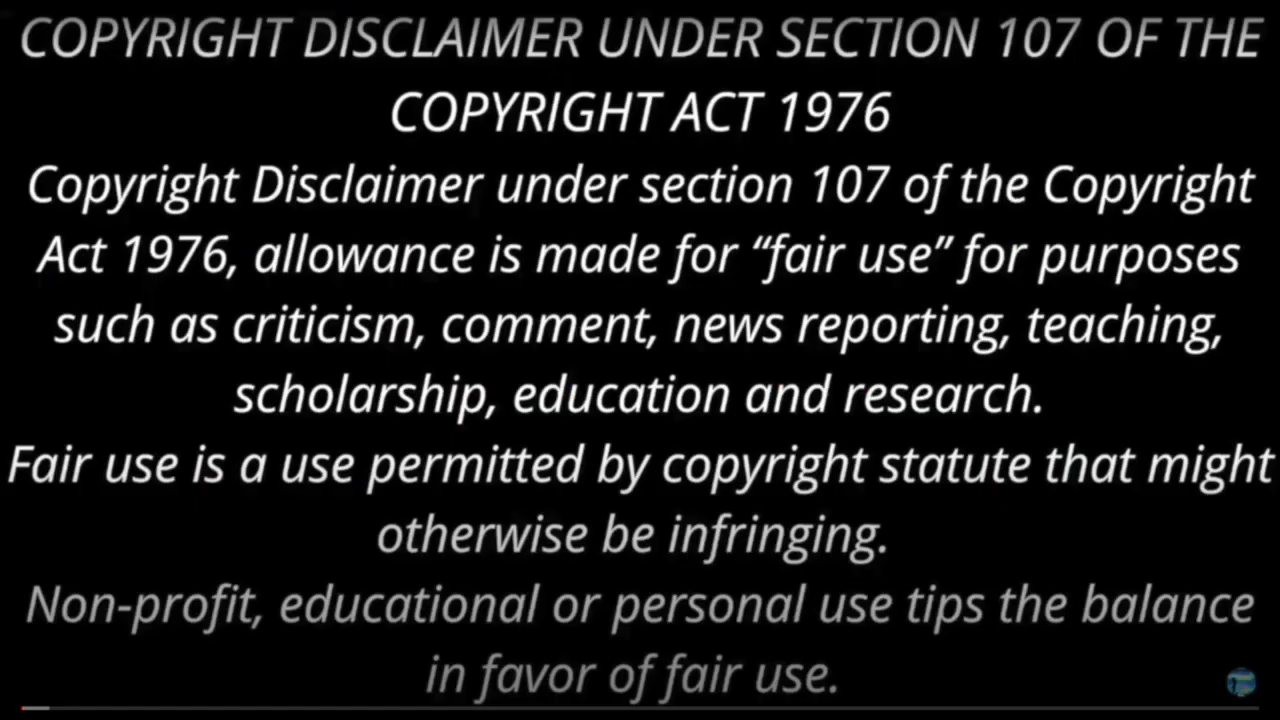 COPYRIGHT DISCLAIMER UNDER SECTION 107 OF THE
COPYRIGHT ACT 1976
Copyright Disclaimer under section 107 of the Copyright
Act 1976, allowance is made for “fair use” for purposes
such as criticism, comment, news reporting, teaching,
scholarship, education and research.
Fair use is a use permitted by copyright statute that might
otherwise be infringing.
Non-profit, educational or personal use tips the balance
in favor of fair use.